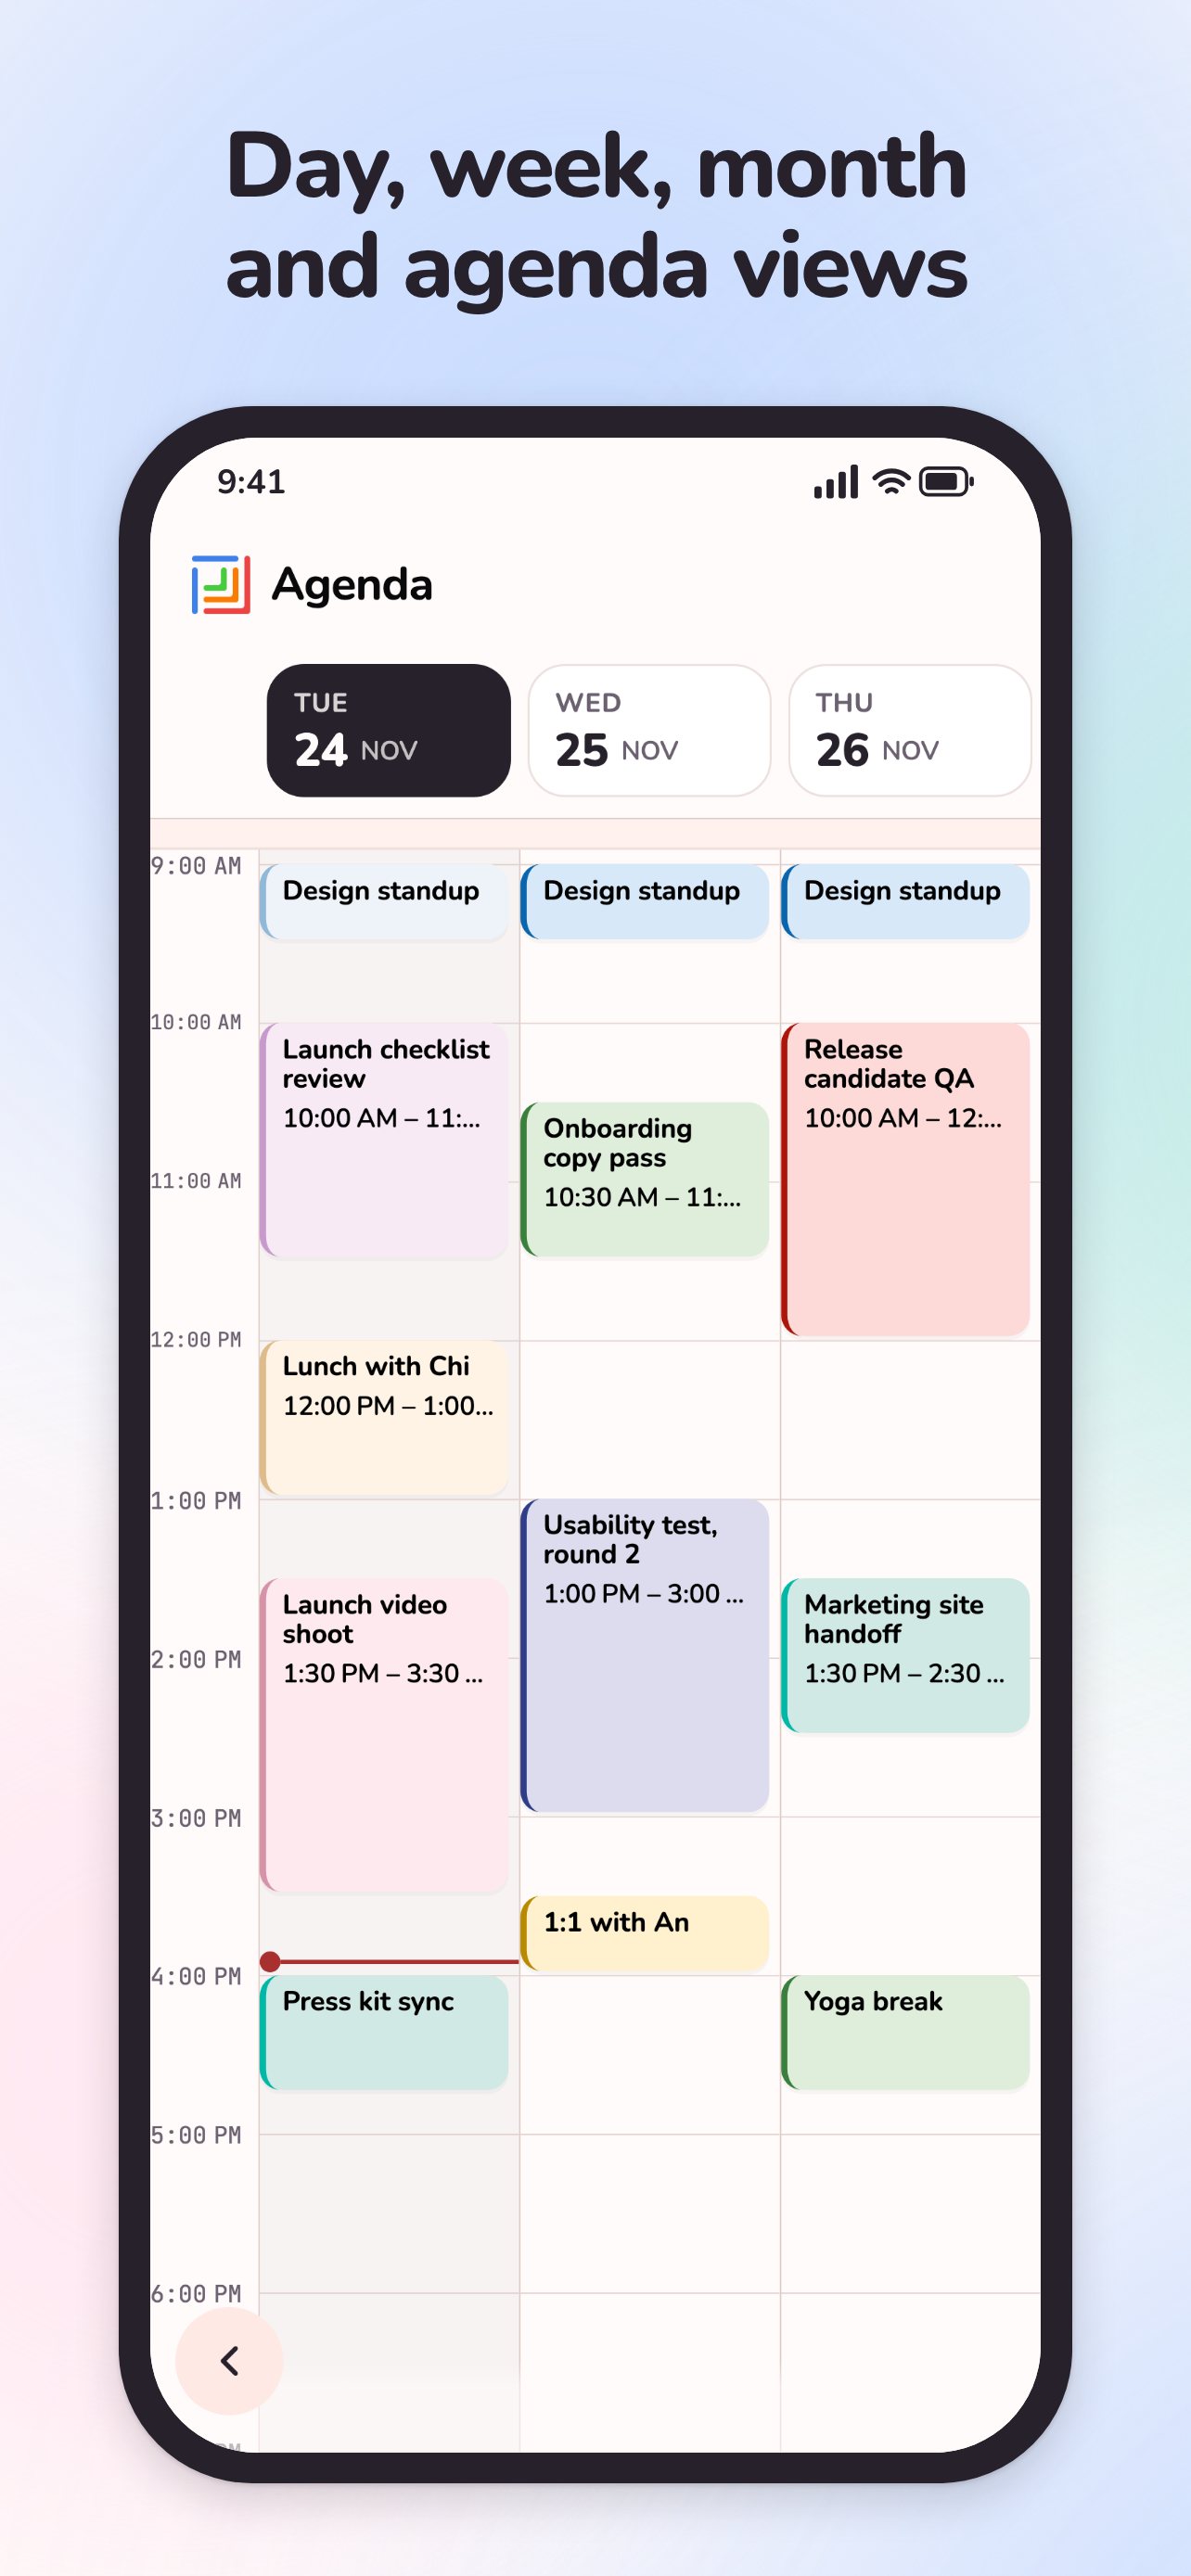 Day, week, month
and agenda views
9:41
Agenda
TUE
24 NOV
WED
25 NOV
THU
26 NOV
9:00 AM
Design standup
Design standup
Design standup
10:00 AM
Launch checklist
review
10:00 AM – 11:...
Release
candidate QA
10:00 AM – 12:...
Onboarding
copy pass
10:30 AM – 11:...
11:00 AM
12:00 PM
Lunch with Chi
12:00 PM – 1:00...
1:00 PM
Usability test,
round 2
1:00 PM – 3:00 ...
Launch video
shoot
1:30 PM – 3:30 ...
Marketing site
handoff
1:30 PM – 2:30 ...
2:00 PM
3:00 PM
1:1 with An
4:00 PM
Press kit sync
Yoga break
5:00 PM
6:00 PM